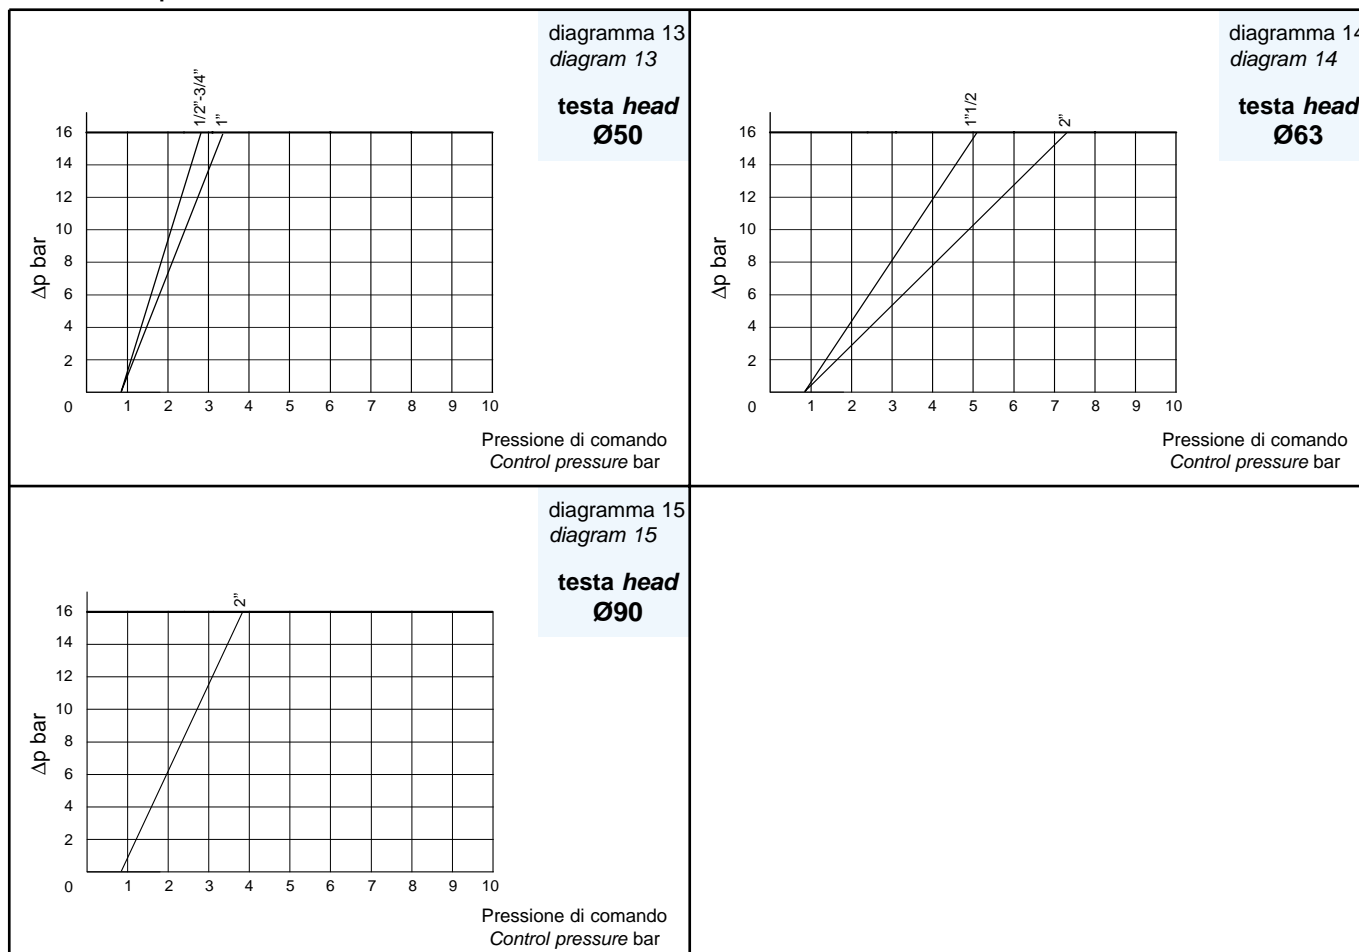 diagramma 13
diagram 13
testa head
Ø50
1/2"-3/4"
1"
16
14
12
10
8
6
4
2
0
Δp bar
1 2 3 4 5 6 7 8 9 10
Pressione di comando
Control pressure bar
diagramma 14
diagram 14
testa head
Ø63
1"1/2
2"
16
14
12
10
8
6
4
2
0
Δp bar
1 2 3 4 5 6 7 8 9 10
Pressione di comando
Control pressure bar
diagramma 15
diagram 15
testa head
Ø90
2"
16
14
12
10
8
6
4
2
0
Δp bar
1 2 3 4 5 6 7 8 9 10
Pressione di comando
Control pressure bar